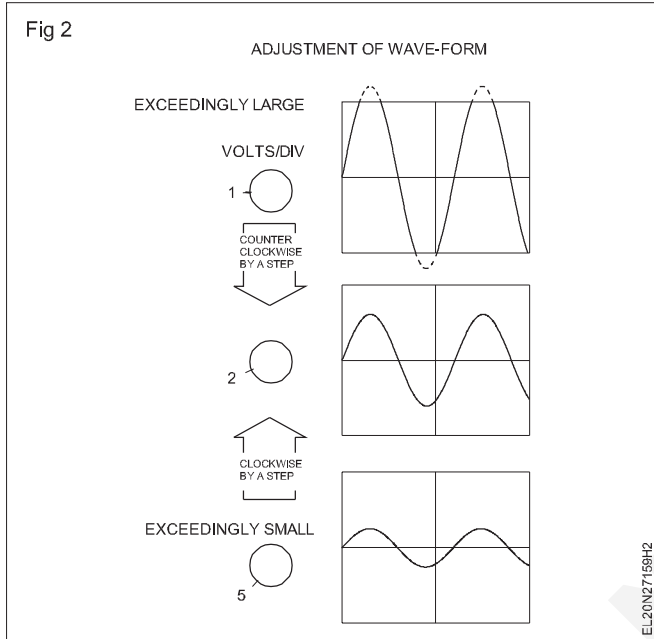 Fig 2
ADJUSTMENT OF WAVE-FORM
EXCEEDINGLY LARGE
VOLTS/DIV
1
COUNTER
CLOCKWISE
BY A STEP
2
CLOCKWISE
BY A STEP
EXCEEDINGLY SMALL
5
EL20N27159H2